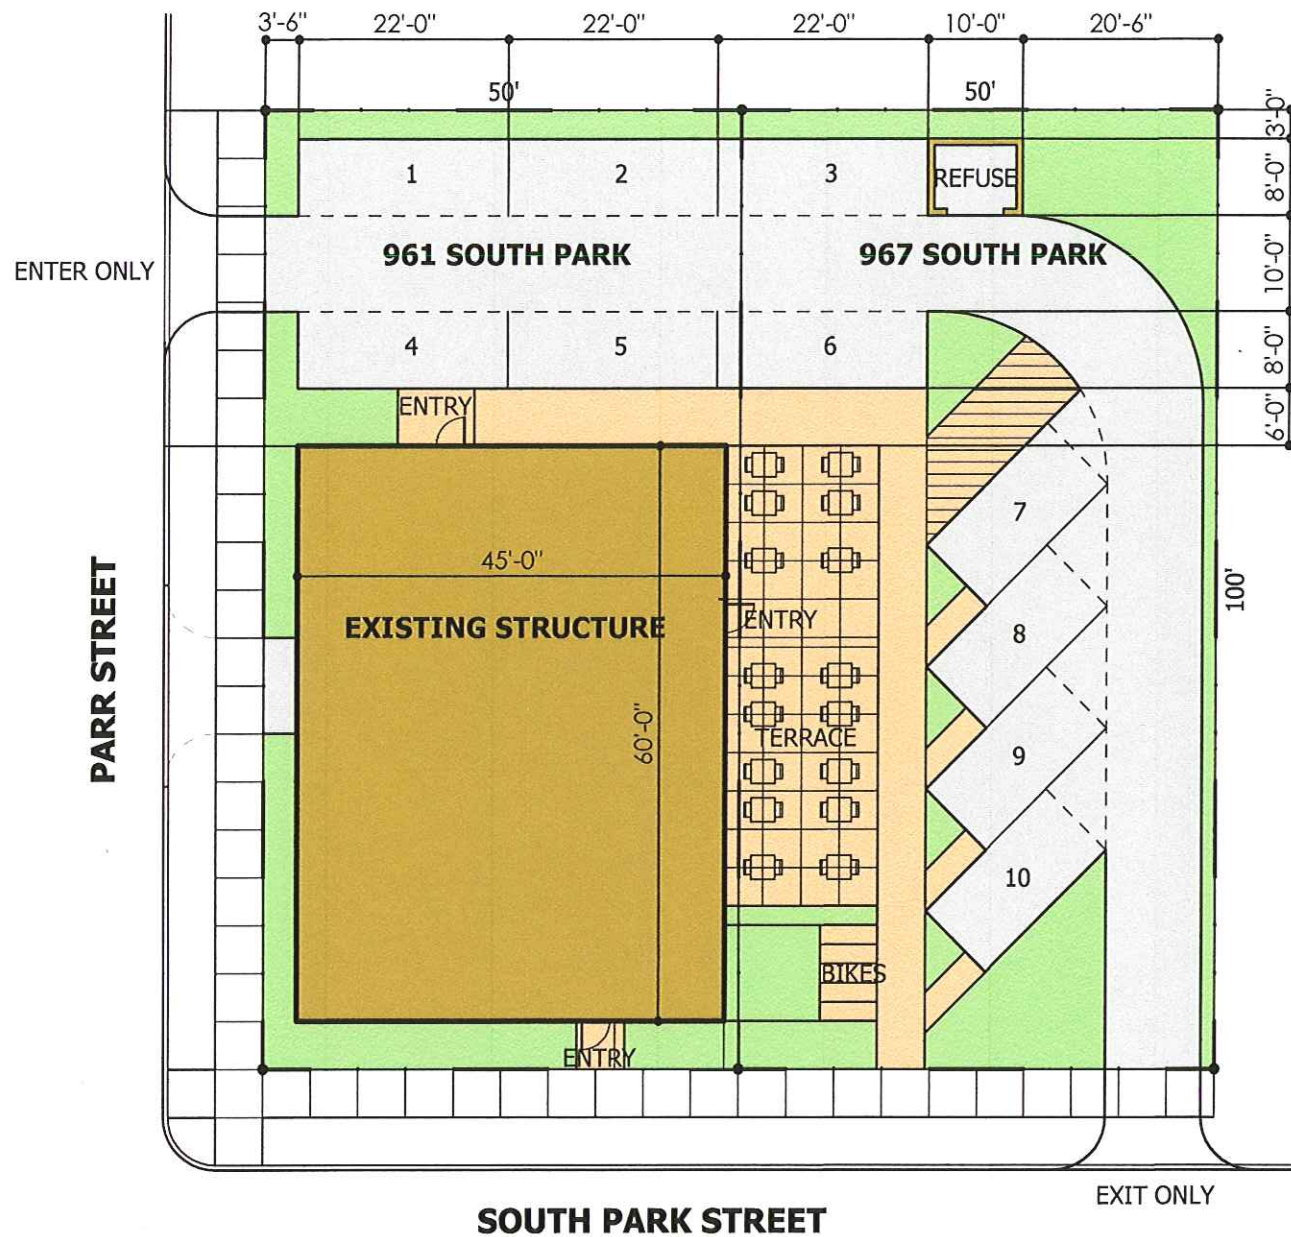 3'-6" 22'-0" 22'-0" 22'-0" 10'-0" 20'-6"
50' 50'
3'-0"
1 2 3 REFUSE 8'-0"
961 SOUTH PARK 967 SOUTH PARK
ENTER ONLY 10'-0"
4 5 6 8'-0"
ENTRY 6'-0"
7
45'-0"
100'
EXISTING STRUCTURE ENTRY 8
PARR STREET
60'-0"
TERRACE 9
10
BIKES
ENTRY
EXIT ONLY
SOUTH PARK STREET